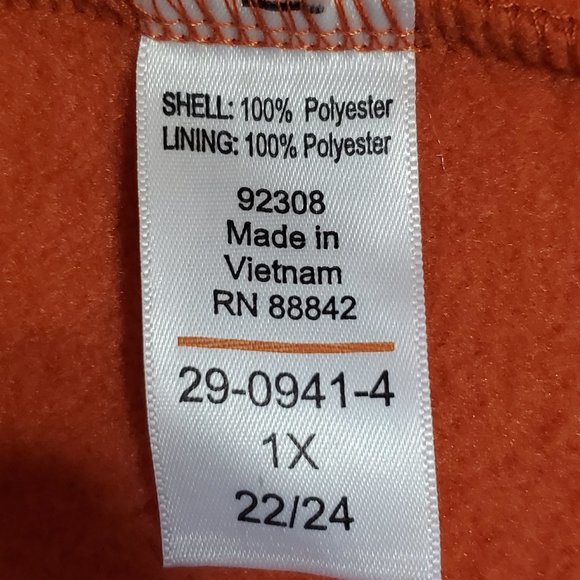 SHELL: 100% Polyester
LINING: 100% Polyester
92308
Made in
Vietnam
RN 88842
29-0941-4
1X
22/24